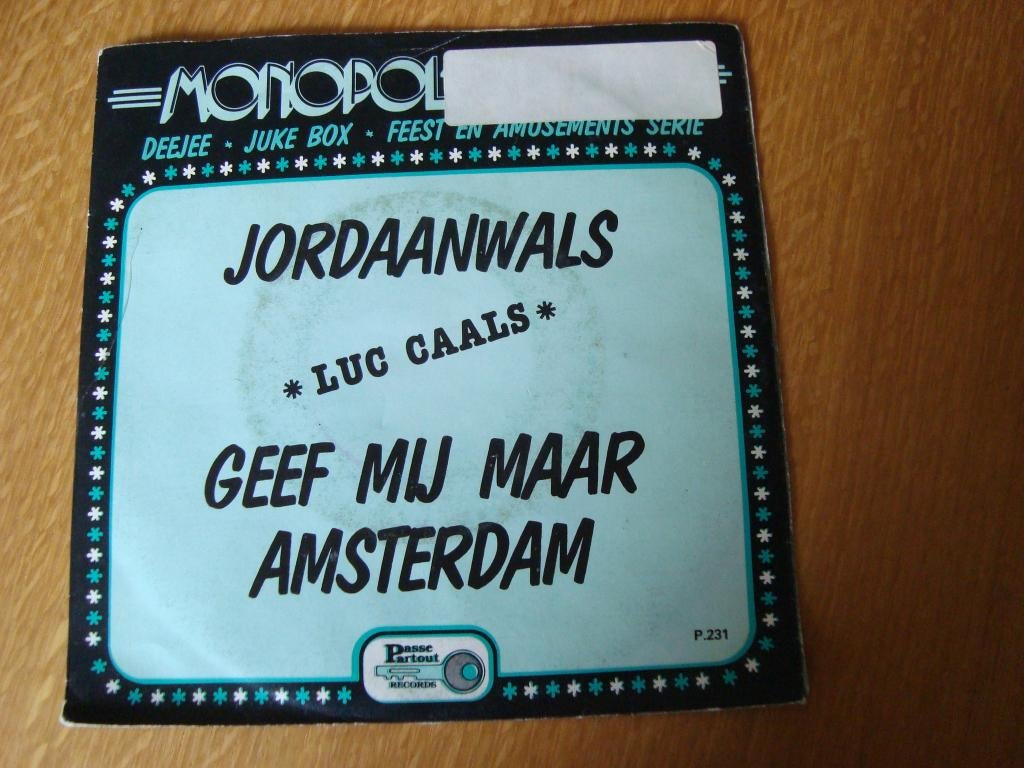 MONOPOL
DEEJEE * JUKE BOX * FEEST EN AMUSEMENTS SERIE
JORDAANWALS
* LUC CAALS *
GEEF MIJ MAAR
AMSTERDAM
P.231
Passe
Partout
RECORDS